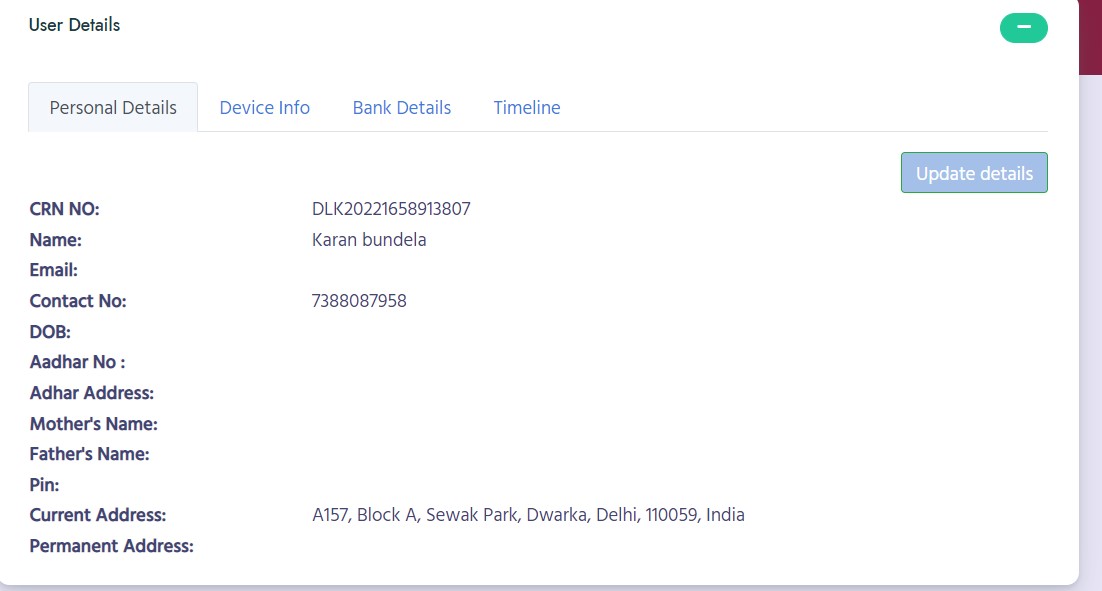 User Details
Personal Details Device Info Bank Details Timeline
Update details
CRN NO: DLK20221658913807
Name: Karan bundela
Email:
Contact No: 7388087958
DOB:
Aadhar No :
Adhar Address:
Mother's Name:
Father's Name:
Pin:
Current Address: A157, Block A, Sewak Park, Dwarka, Delhi, 110059, India
Permanent Address: